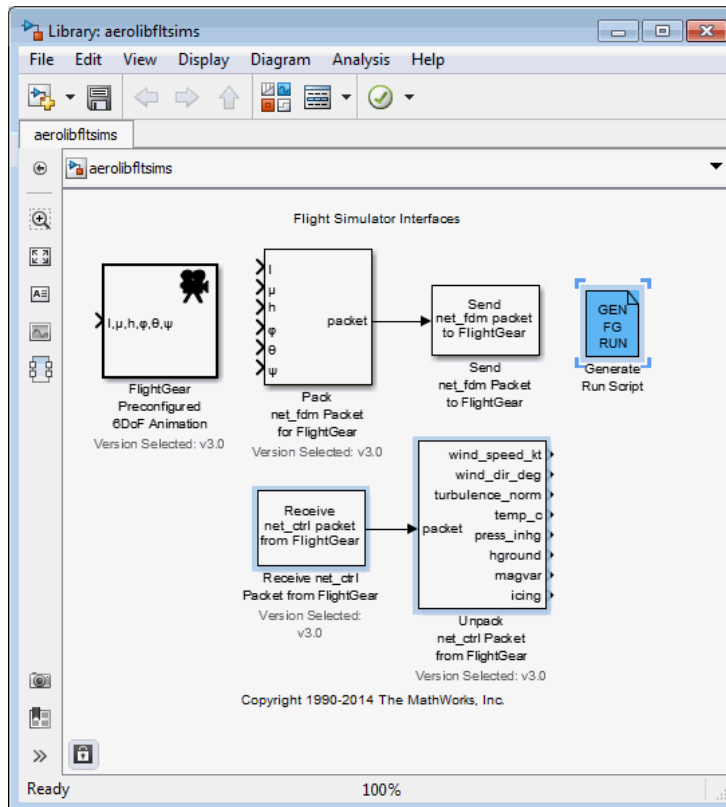 Library: aerolibfltsims
File Edit View Display Diagram Analysis Help
aerolibfltsims
aerolibfltsims
Flight Simulator Interfaces
l,μ,h,φ,θ,ψ
FlightGear
Preconfigured
6DoF Animation
Version Selected: v3.0
l
μ
h
φ
θ
ψ
packet
Pack
net_fdm Packet
for FlightGear
Version Selected: v3.0
Send
net_fdm packet
to FlightGear
Send
net_fdm Packet
to FlightGear
GEN
FG
RUN
Generate
Run Script
Receive
net_ctrl packet
from FlightGear
Receive net_ctrl
Packet from FlightGear
Version Selected:
v3.0
packet
wind_speed_kt
wind_dir_deg
turbulence_norm
temp_c
press_inhg
hground
magvar
icing
Unpack
net_ctrl Packet
from FlightGear
Version Selected: v3.0
Copyright 1990-2014 The MathWorks, Inc.
Ready 100%